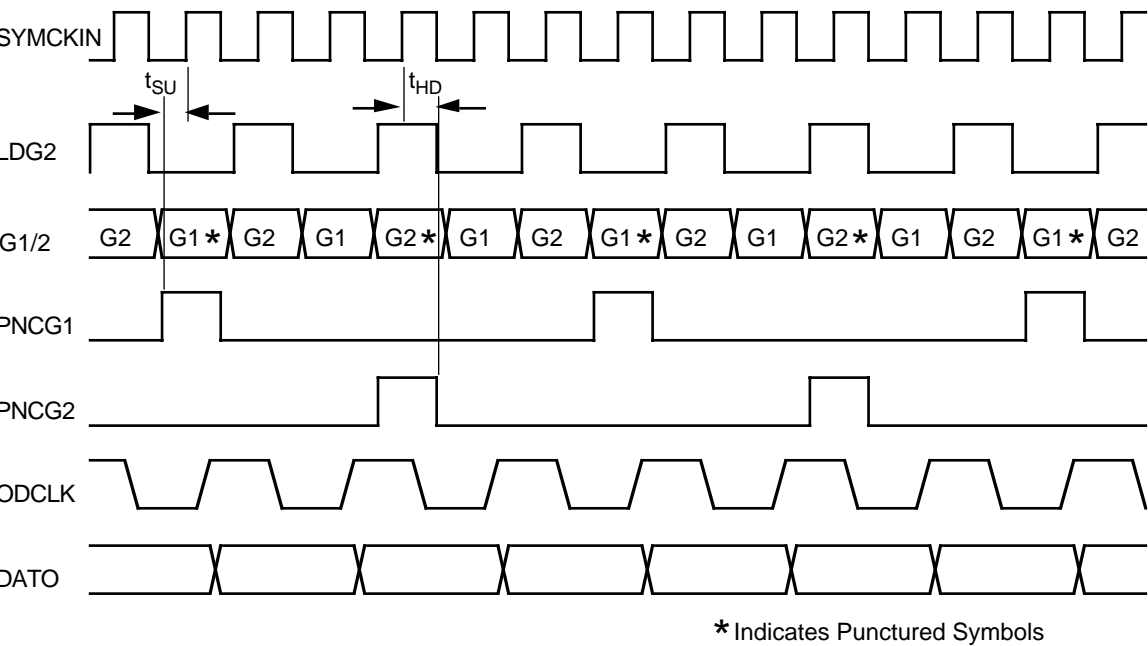 SYMCKIN
tSU
tHD
LDG2
G1/2 G2 G1* G2 G1 G2* G1 G2 G1* G2 G1 G2* G1 G2 G1* G2
PNCG1
PNCG2
ODCLK
DATO
*Indicates Punctured Symbols